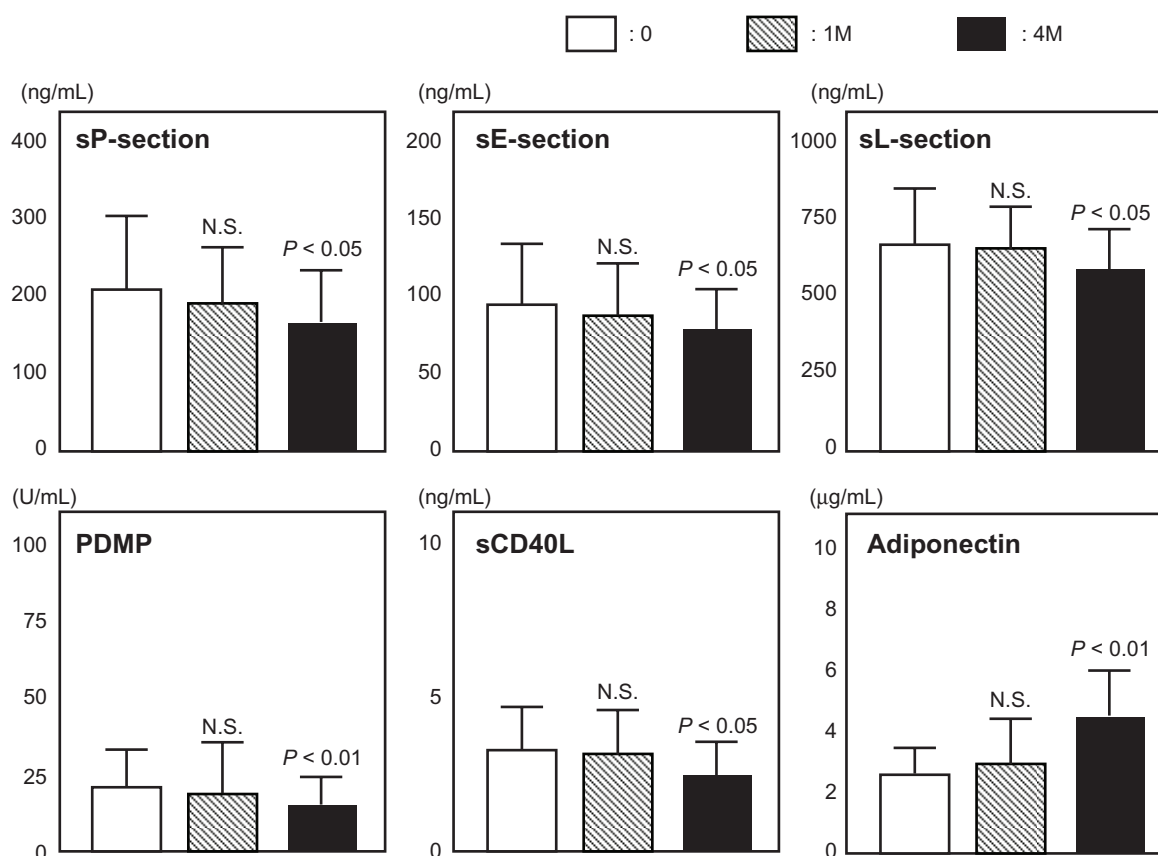 : 0 : 1M : 4M
(ng/mL) (ng/mL) (ng/mL)
sP-section sE-section sL-section
400 200 1000
300 150 750
200 100 500
100 50 250
0 0 0
N.S. P < 0.05 N.S. P < 0.05 N.S. P < 0.05
(U/mL) (ng/mL) (μg/mL)
PDMP sCD40L Adiponectin
100 10 10
75 8
50 5 6
25 4
2
0 0 0
N.S. P < 0.01 N.S. P < 0.05 N.S. P < 0.01